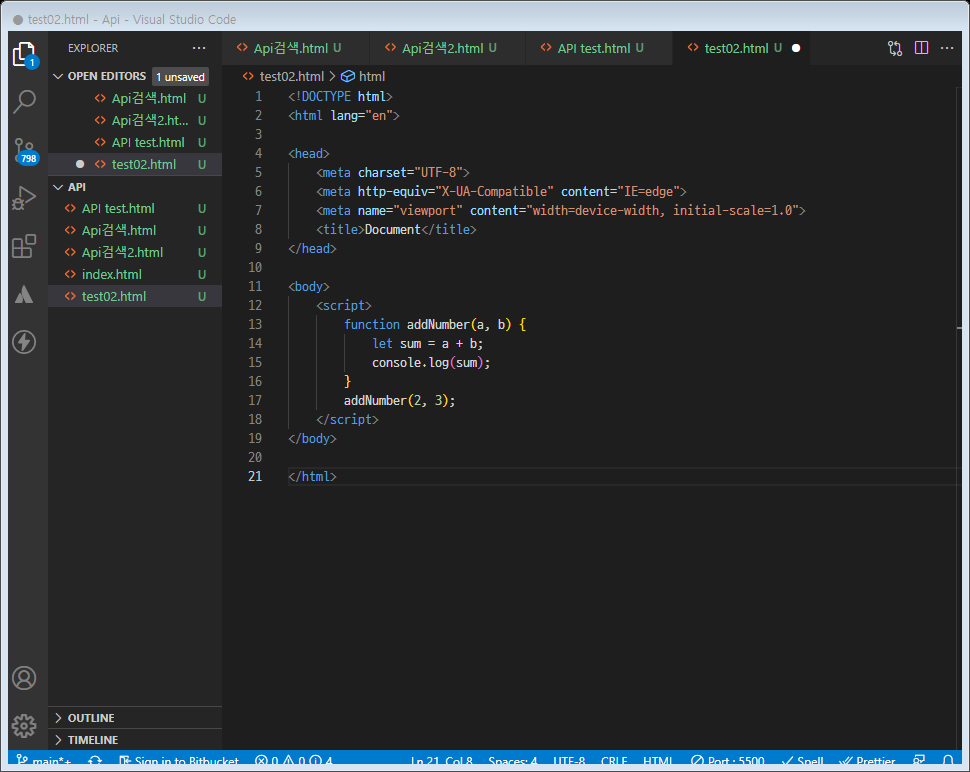 test02.html - Api - Visual Studio Code
EXPLORER
Api검색.html U
Api검색2.html U
API test.html U
test02.html U
1
OPEN EDITORS 1 unsaved
Api검색.html U
Api검색2.ht... U
API test.html U
test02.html U
798
API
API test.html U
Api검색.html U
Api검색2.html U
index.html U
test02.html U
OUTLINE
TIMELINE
test02.html > html
1 <!DOCTYPE html>
2 <html lang="en">
3
4 <head>
5 <meta charset="UTF-8">
6 <meta http-equiv="X-UA-Compatible" content="IE=edge">
7 <meta name="viewport" content="width=device-width, initial-scale=1.0">
8 <title>Document</title>
9 </head>
10
11 <body>
12 <script>
13 function addNumber(a, b) {
14 let sum = a + b;
15 console.log(sum);
16 }
17 addNumber(2, 3);
18 </script>
19 </body>
20
21 </html>
main*+ Sign in to Bitbucket 0 0 4 Ln 21, Col 8 Spaces: 4 UTF-8 CRLF HTML Port : 5500 Spell Prettier